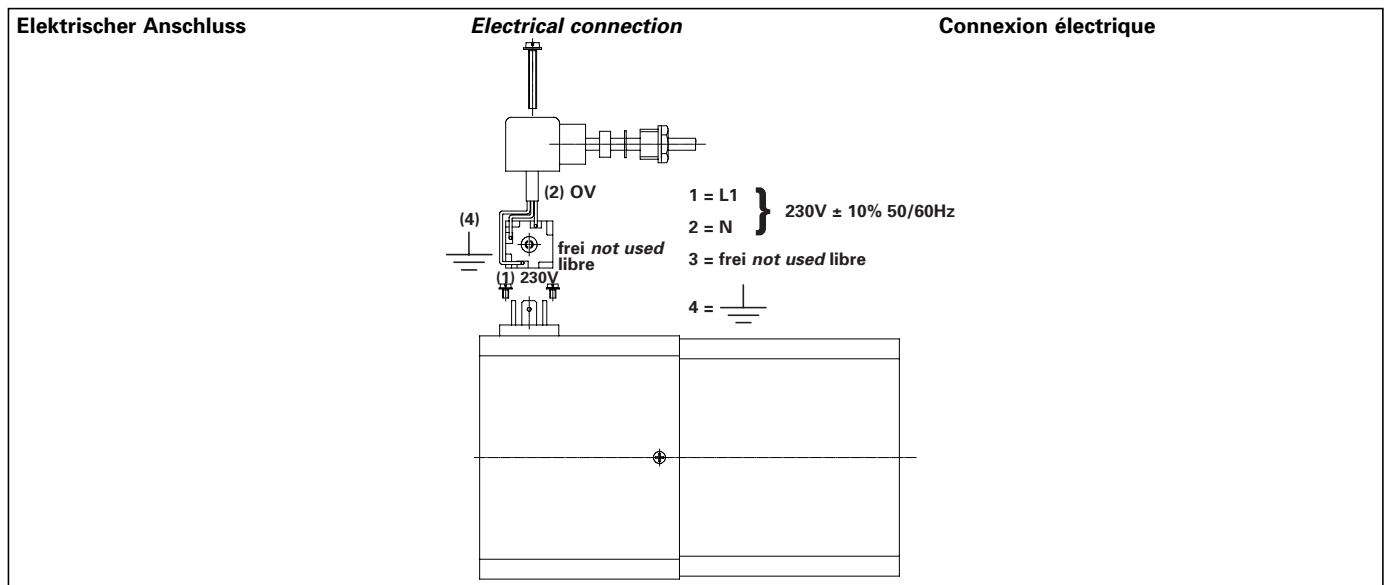 Elektrischer Anschluss
Electrical connection
Connexion électrique
(2) OV
(4)
frei not used
libre
(1) 230V
1 = L1
2 = N
} 230V ± 10% 50/60Hz
3 = frei not used libre
4 =